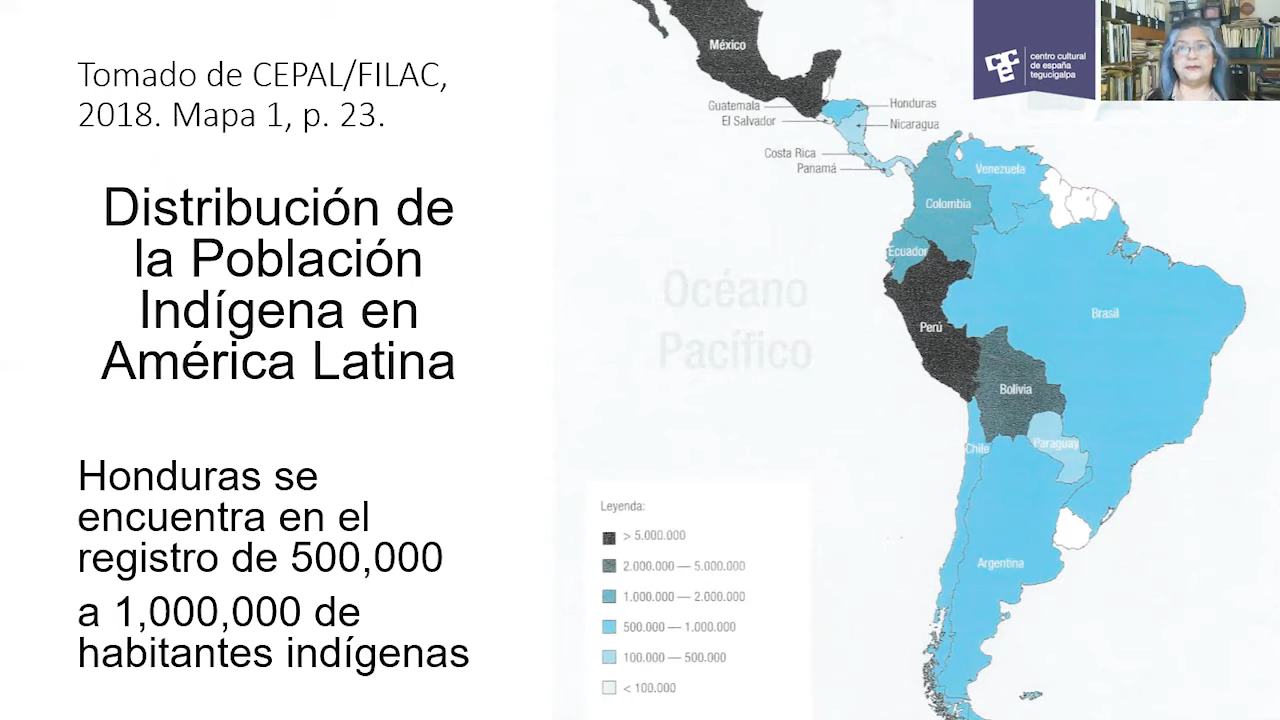 Tomado de CEPAL/FILAC,
2018. Mapa 1, p. 23.
Distribución de
la Población
Indígena en
América Latina
Honduras se
encuentra en el
registro de 500,000
a 1,000,000 de
habitantes indígenas
México
Guatemala
Honduras
El Salvador
Nicaragua
Costa Rica
Panamá
Venezuela
Colombia
Ecuador
Océano
Pacífico
Perú
Brasil
Bolivia
Paraguay
Chile
Argentina
Leyenda:
> 5.000.000
2.000.000 — 5.000.000
1.000.000 — 2.000.000
500.000 — 1.000.000
100.000 — 500.000
< 100.000
cce
centro cultural
de españa
tegucigalpa